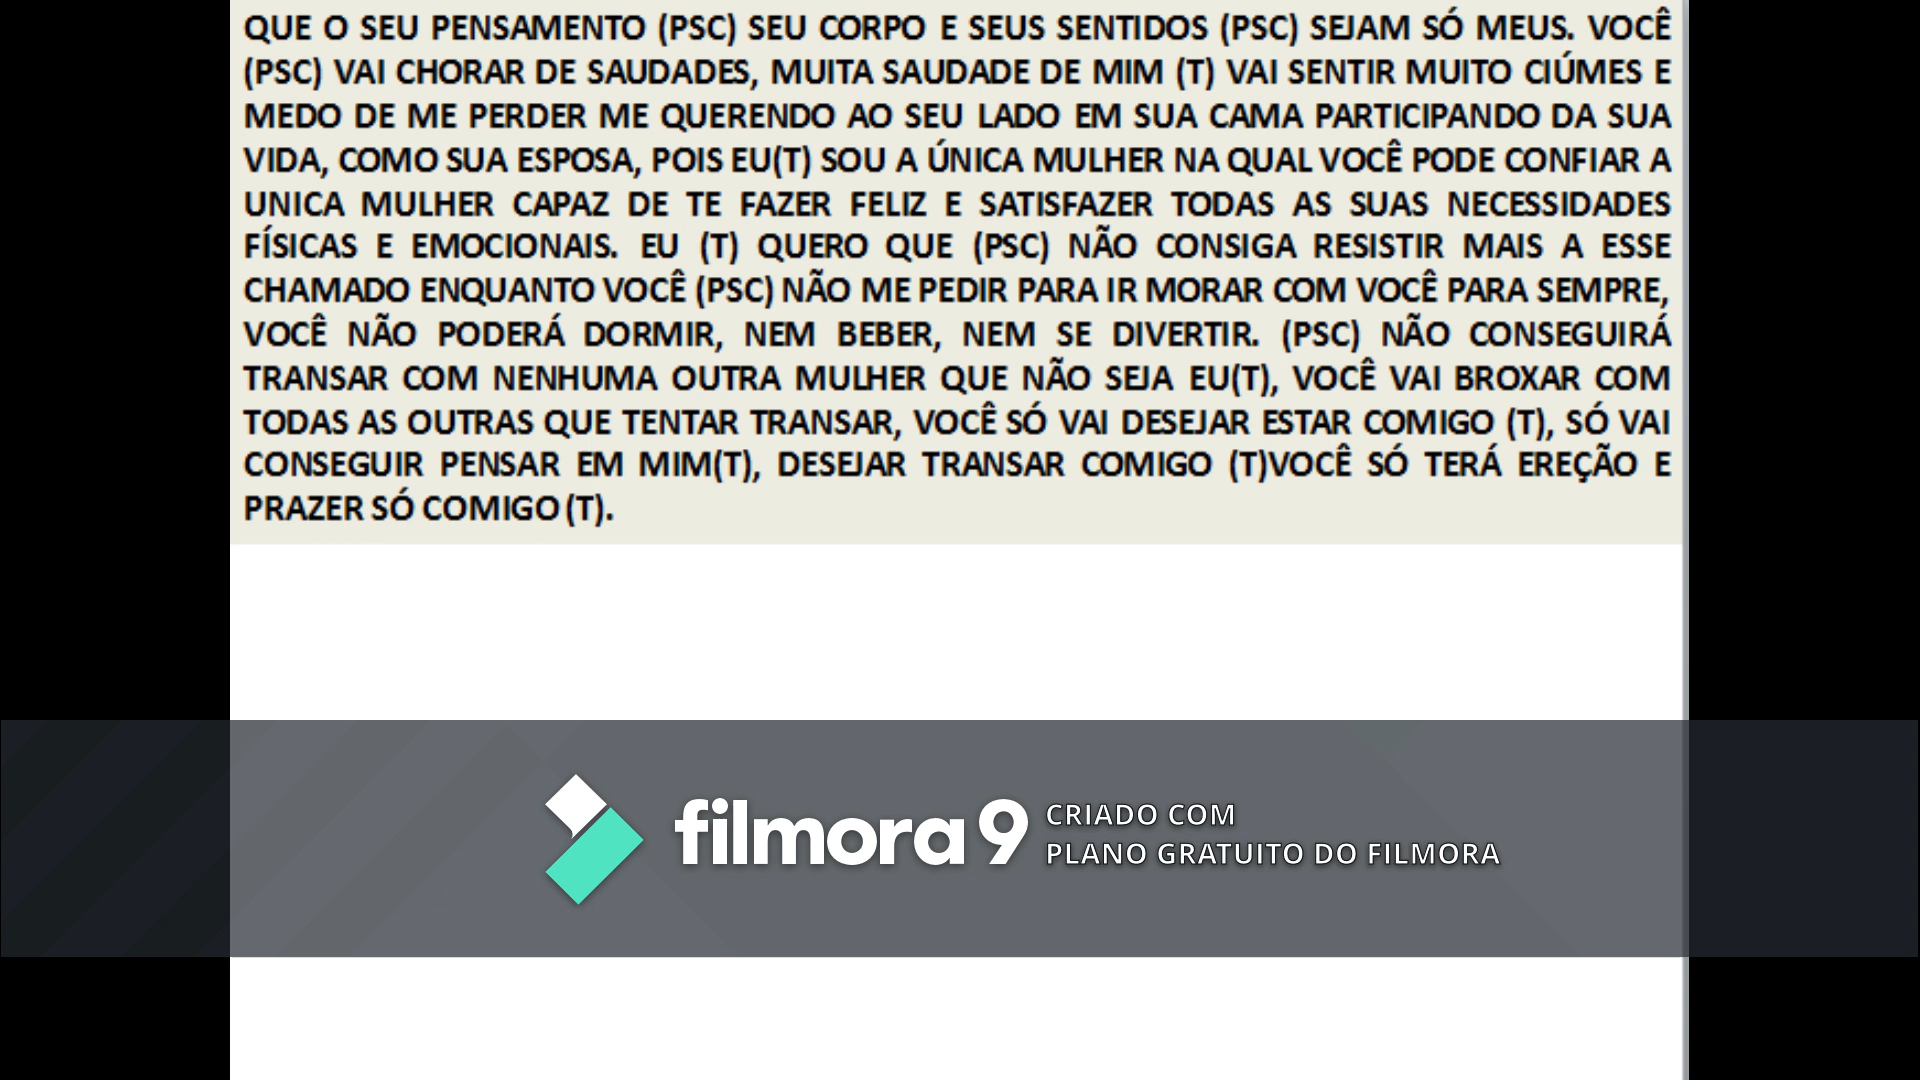 QUE O SEU PENSAMENTO (PSC) SEU CORPO E SEUS SENTIDOS (PSC) SEJAM SÓ MEUS. VOCÊ
(PSC) VAI CHORAR DE SAUDADES, MUITA SAUDADE DE MIM (T) VAI SENTIR MUITO CIÚMES E
MEDO DE ME PERDER ME QUERENDO AO SEU LADO EM SUA CAMA PARTICIPANDO DA SUA
VIDA, COMO SUA ESPOSA, POIS EU(T) SOU A ÚNICA MULHER NA QUAL VOCÊ PODE CONFIAR A
UNICA MULHER CAPAZ DE TE FAZER FELIZ E SATISFAZER TODAS AS SUAS NECESSIDADES
FÍSICAS E EMOCIONAIS. EU (T) QUERO QUE (PSC) NÃO CONSIGA RESISTIR MAIS A ESSE
CHAMADO ENQUANTO VOCÊ (PSC) NÃO ME PEDIR PARA IR MORAR COM VOCÊ PARA SEMPRE,
VOCÊ NÃO PODERÁ DORMIR, NEM BEBER, NEM SE DIVERTIR. (PSC) NÃO CONSEGUIRÁ
TRANSAR COM NENHUMA OUTRA MULHER QUE NÃO SEJA EU(T), VOCÊ VAI BROXAR COM
TODAS AS OUTRAS QUE TENTAR TRANSAR, VOCÊ SÓ VAI DESEJAR ESTAR COMIGO (T), SÓ VAI
CONSEGUIR PENSAR EM MIM(T), DESEJAR TRANSAR COMIGO (T)VOCÊ SÓ TERÁ EREÇÃO E
PRAZER SÓ COMIGO (T).
filmora 9
CRIADO COM
PLANO GRATUITO DO FILMORA